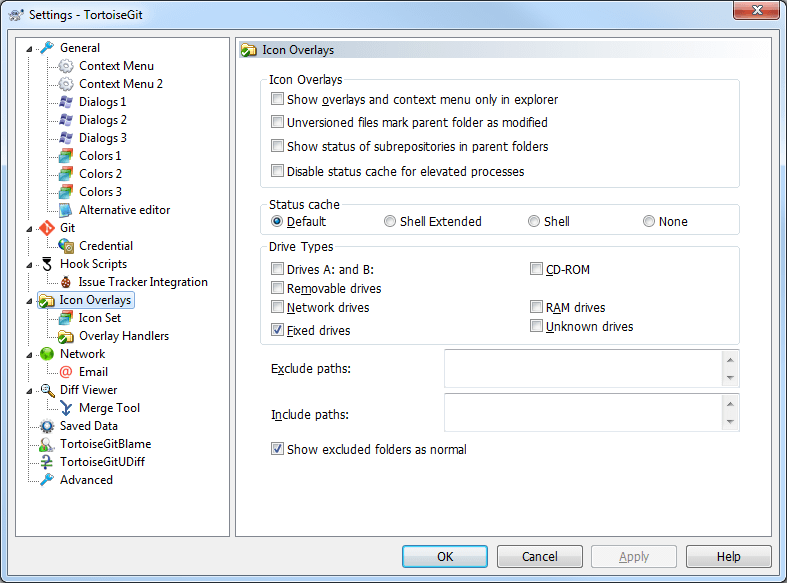 Settings - TortoiseGit
General
Context Menu
Context Menu 2
Dialogs 1
Dialogs 2
Dialogs 3
Colors 1
Colors 2
Colors 3
Alternative editor
Git
Credential
Hook Scripts
Issue Tracker Integration
Icon Overlays
Icon Set
Overlay Handlers
Network
Email
Diff Viewer
Merge Tool
Saved Data
TortoiseGitBlame
TortoiseGitUDiff
Advanced
Icon Overlays
Icon Overlays
Show overlays and context menu only in explorer
Unversioned files mark parent folder as modified
Show status of subrepositories in parent folders
Disable status cache for elevated processes
Status cache
Default Shell Extended Shell None
Drive Types
Drives A: and B: CD-ROM
Removable drives
Network drives RAM drives
Fixed drives Unknown drives
Exclude paths:
Include paths:
Show excluded folders as normal
OK Cancel Apply Help